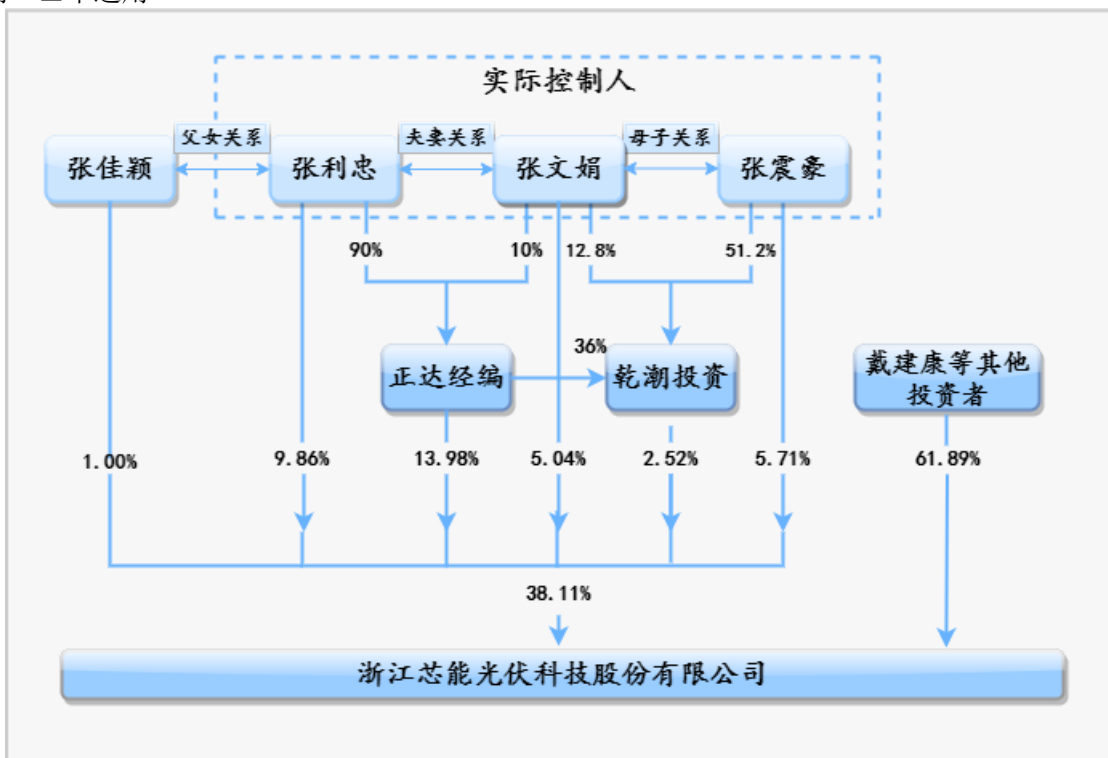 实际控制人
父女关系
夫妻关系
母子关系
张佳颖
张利忠
张文娟
张震豪
90%
10%
12.8%
51.2%
36%
正达经编
乾潮投资
戴建康等其他
投资者
1.00%
9.86%
13.98%
5.04%
2.52%
5.71%
61.89%
38.11%
浙江芯能光伏科技股份有限公司